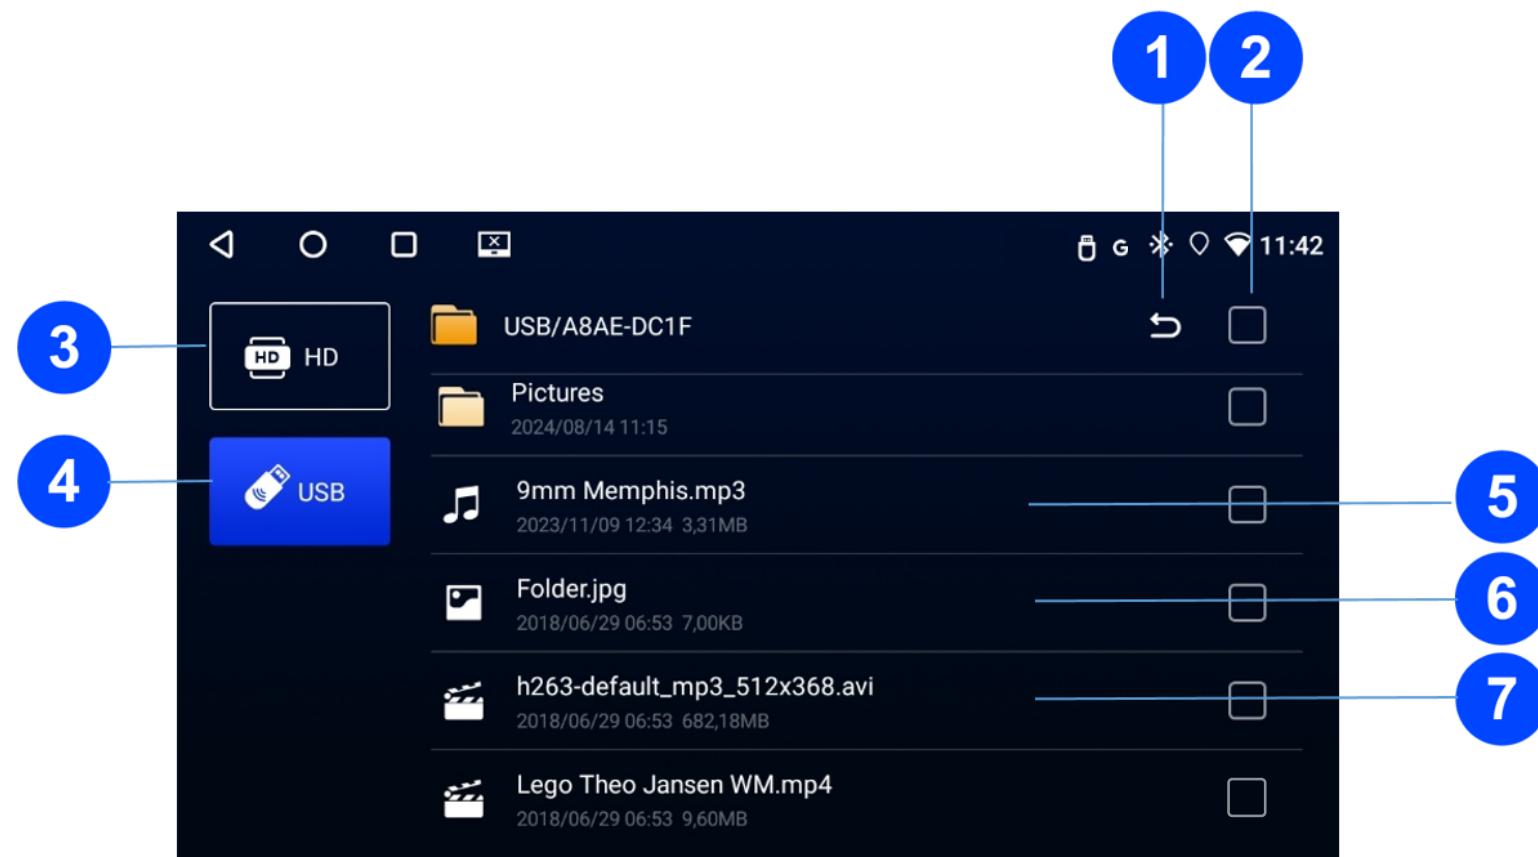 1 2
G 11:42
3
HD HD
USB/A8AE-DC1F
Pictures
2024/08/14 11:15
4
USB
9mm Memphis.mp3
2023/11/09 12:34 3,31MB
5
Folder.jpg
2018/06/29 06:53 7,00KB
6
h263-default_mp3_512x368.avi
2018/06/29 06:53 682,18MB
7
Lego Theo Jansen WM.mp4
2018/06/29 06:53 9,60MB